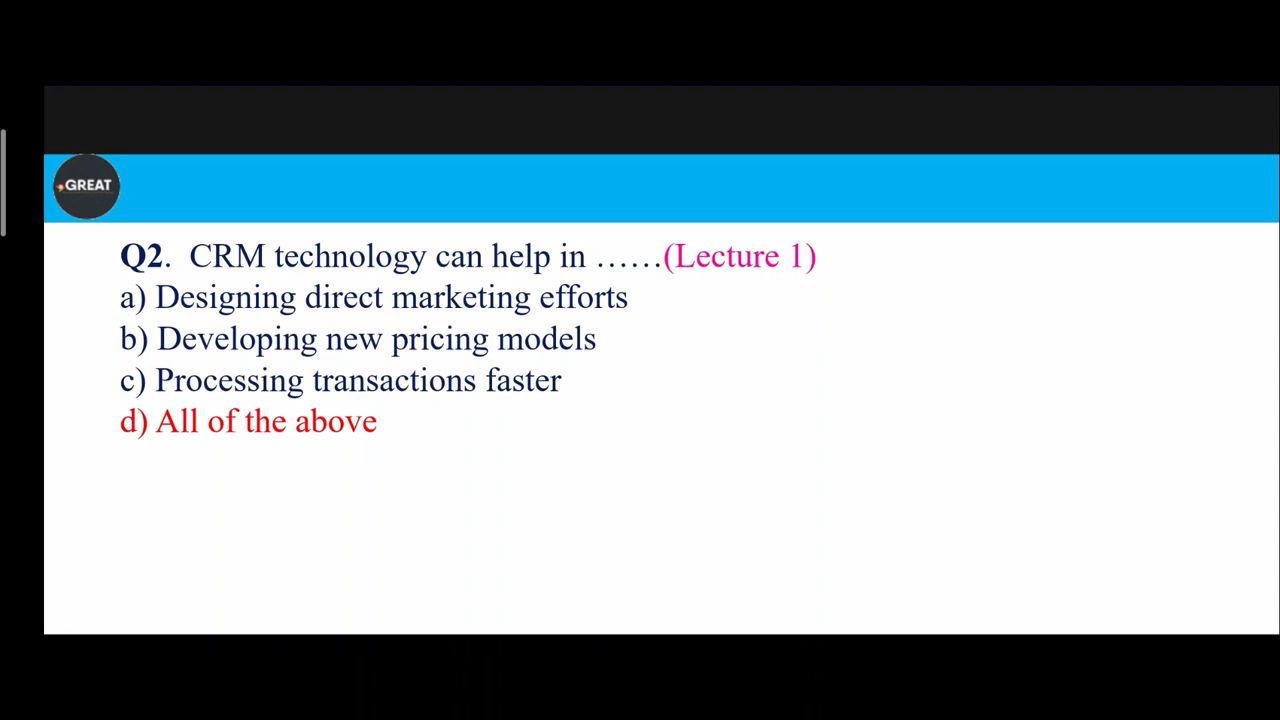 GREAT
Q2. CRM technology can help in ……(Lecture 1)
a) Designing direct marketing efforts
b) Developing new pricing models
c) Processing transactions faster
d) All of the above